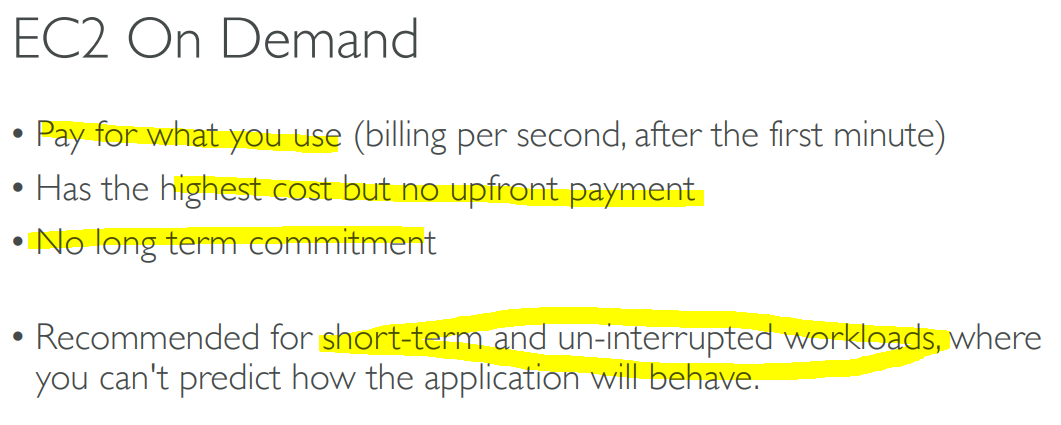 EC2 On Demand
• Pay for what you use (billing per second, after the first minute)
• Has the highest cost but no upfront payment
• No long term commitment
• Recommended for short-term and un-interrupted workloads, where
you can't predict how the application will behave.